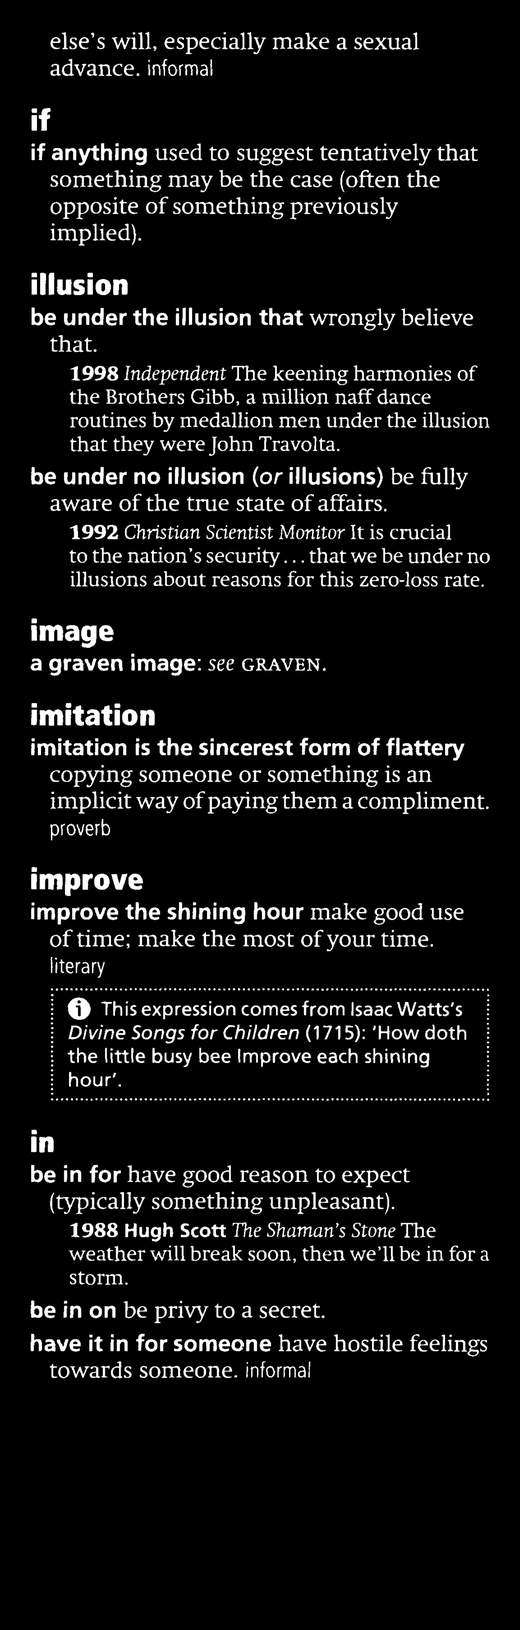 else's will, especially make a sexual
advance. informal
if
if anything used to suggest tentatively that
something may be the case (often the
opposite of something previously
implied).
illusion
be under the illusion that wrongly believe
that.
1998 Independent The keening harmonies of
the Brothers Gibb, a million naff dance
routines by medallion men under the illusion
that they were John Travolta.
be under no illusion (or illusions) be fully
aware of the true state of affairs.
1992 Christian Scientist Monitor It is crucial
to the nation's security... that we be under no
illusions about reasons for this zero-loss rate.
image
a graven image: see GRAVEN.
imitation
imitation is the sincerest form of flattery
copying someone or something is an
implicit way of paying them a compliment.
proverb
improve
improve the shining hour make good use
of time; make the most of your time.
literary
i This expression comes from Isaac Watts's
Divine Songs for Children (1715): 'How doth
the little busy bee Improve each shining
hour'.
in
be in for have good reason to expect
(typically something unpleasant).
1988 Hugh Scott The Shaman's Stone The
weather will break soon, then we'll be in for a
storm.
be in on be privy to a secret.
have it in for someone have hostile feelings
towards someone. informal